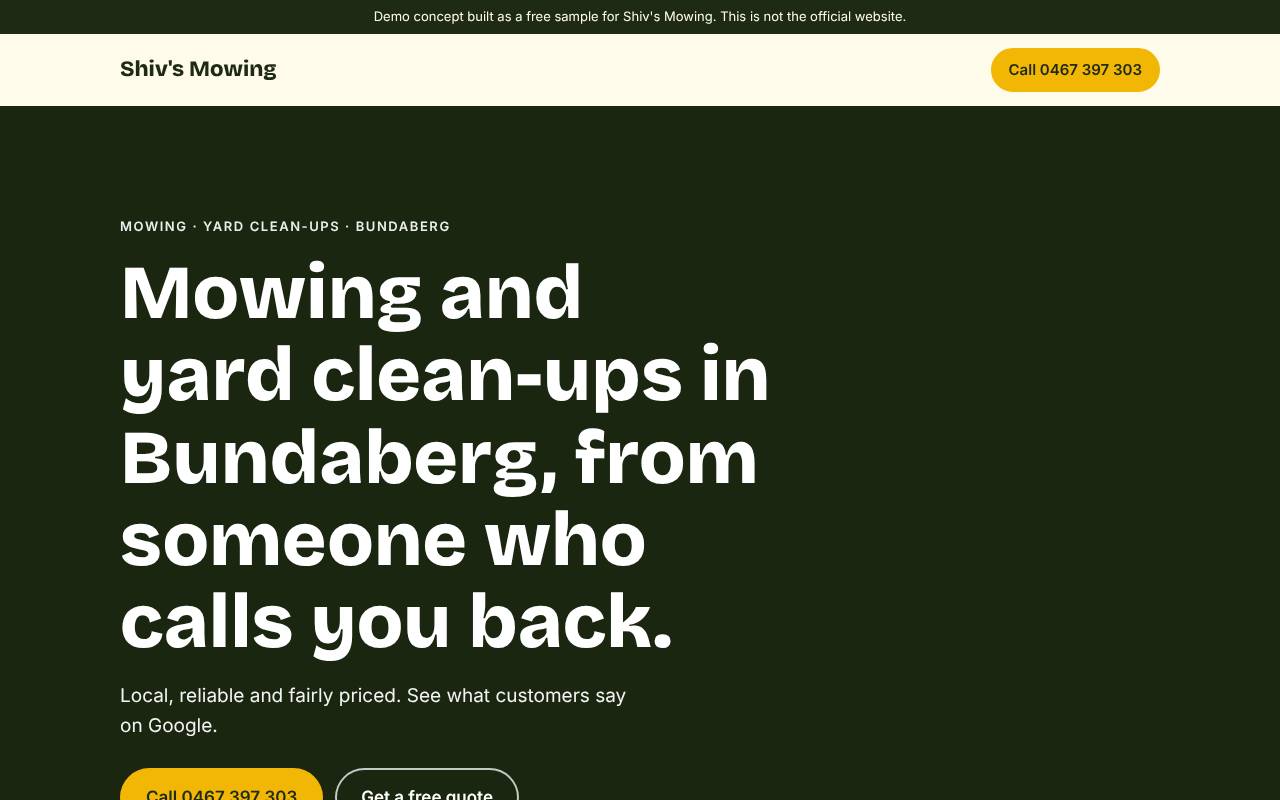 Demo concept built as a free sample for Shiv's Mowing. This is not the official website.
Shiv's Mowing
Call 0467 397 303
MOWING · YARD CLEAN-UPS · BUNDABERG
Mowing and
yard clean-ups in
Bundaberg, from
someone who
calls you back.
Local, reliable and fairly priced. See what customers say
on Google.
Call 0467 397 303
Get a free quote